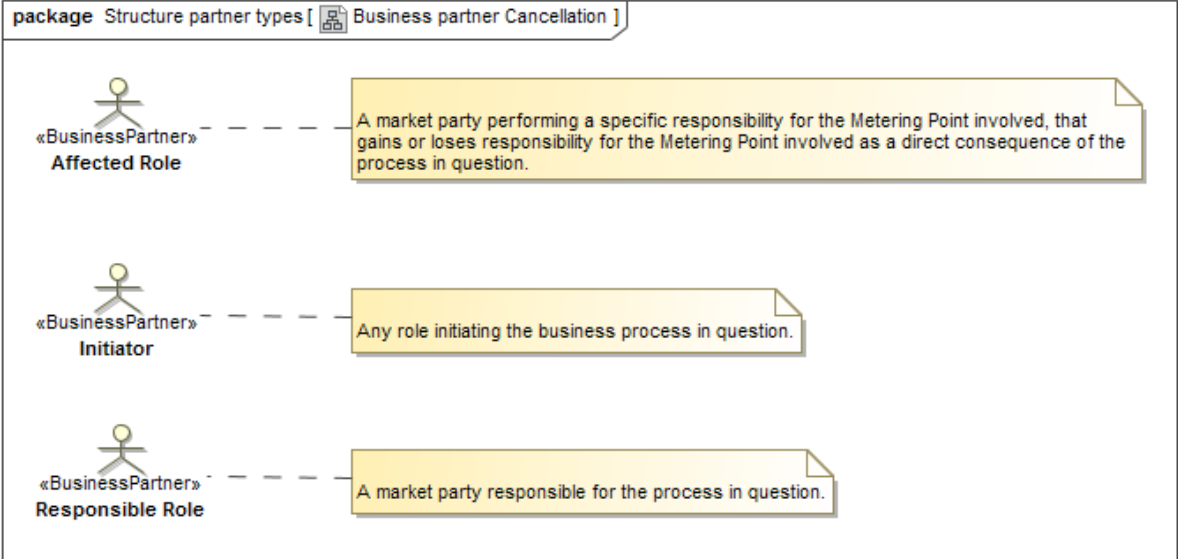 package Structure partner types [ Business partner Cancellation ]
«BusinessPartner»
Affected Role
A market party performing a specific responsibility for the Metering Point involved, that
gains or loses responsibility for the Metering Point involved as a direct consequence of the
process in question.
«BusinessPartner»
Initiator
Any role initiating the business process in question.
«BusinessPartner»
Responsible Role
A market party responsible for the process in question.